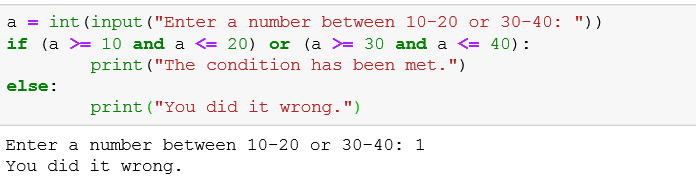 a = int(input("Enter a number between 10-20 or 30-40: "))
if (a >= 10 and a <= 20) or (a >= 30 and a <= 40):
        print("The condition has been met.")
else:
        print("You did it wrong.")
Enter a number between 10-20 or 30-40: 1
You did it wrong.